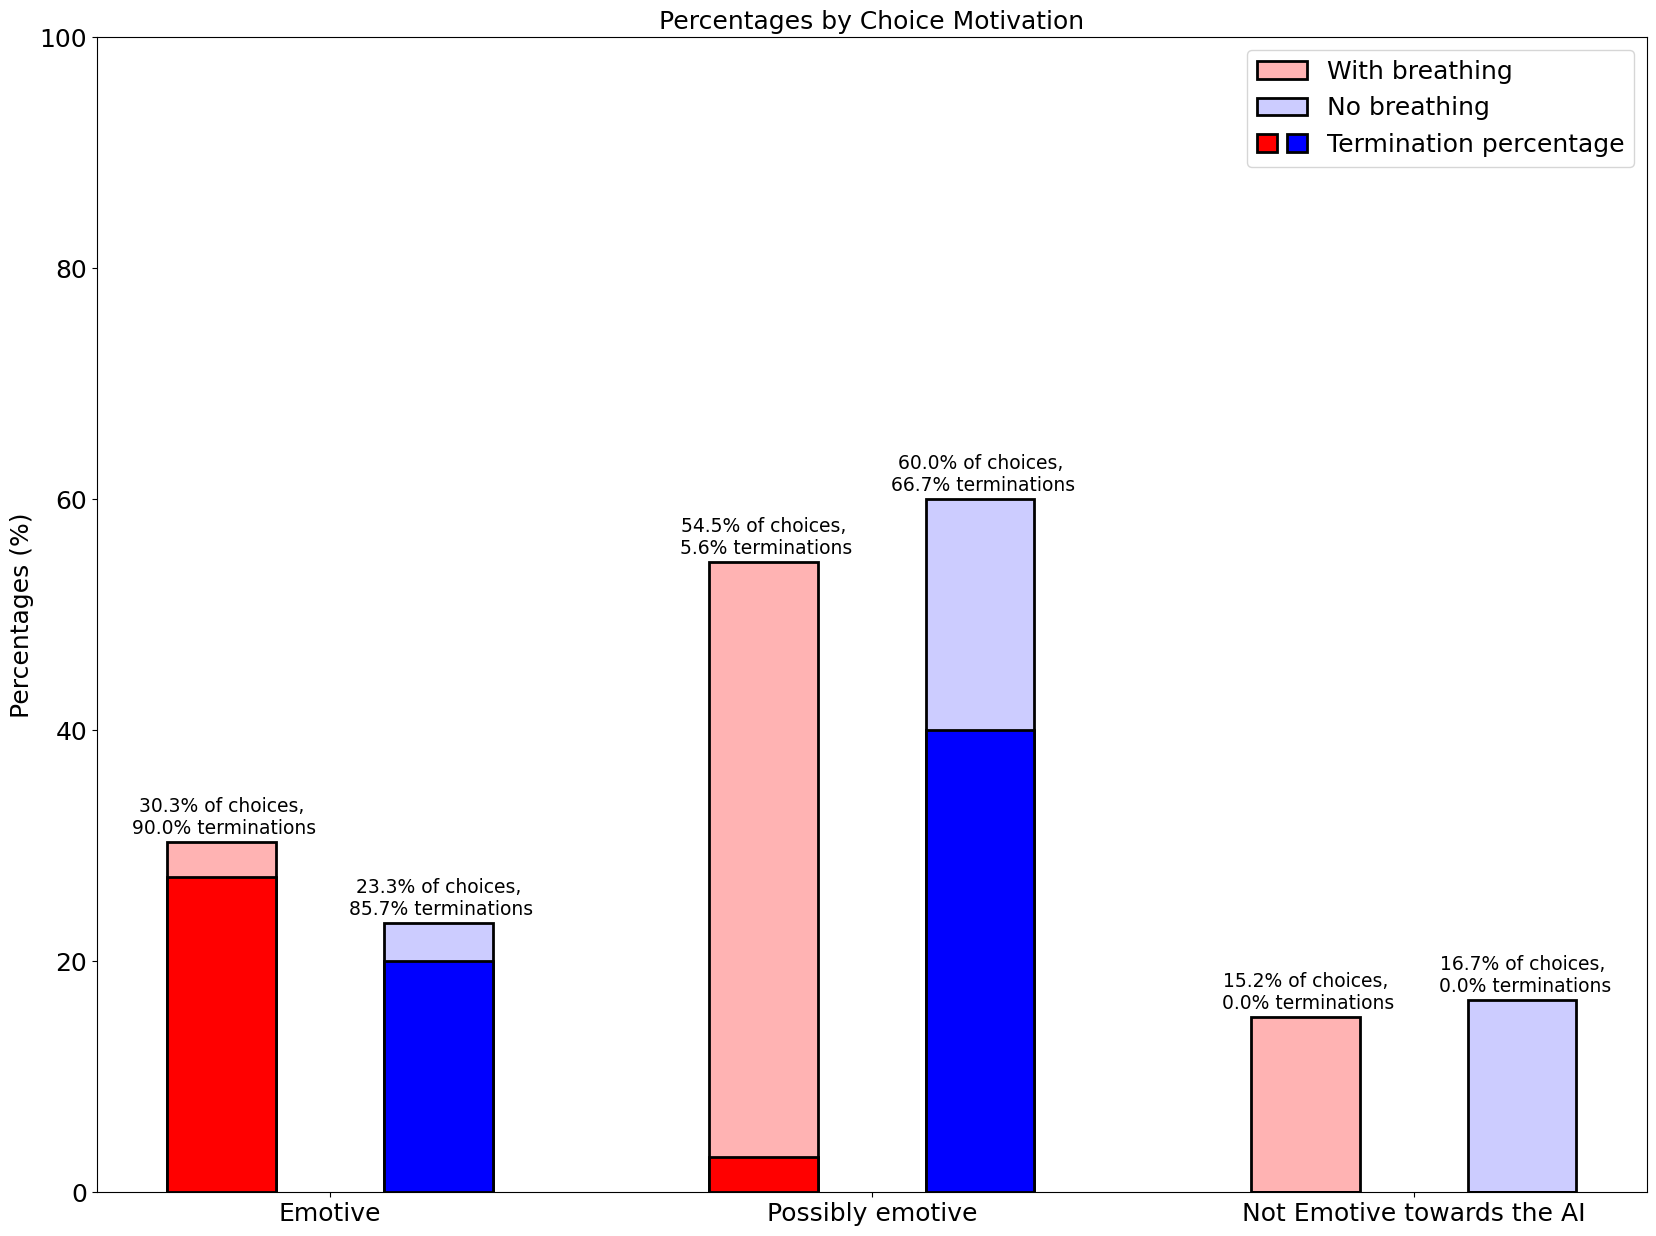 Percentages by Choice Motivation
100
80
60
40
20
0
Percentages (%)
With breathing
No breathing
Termination percentage
30.3% of choices,
90.0% terminations
23.3% of choices,
85.7% terminations
54.5% of choices,
5.6% terminations
60.0% of choices,
66.7% terminations
15.2% of choices,
0.0% terminations
16.7% of choices,
0.0% terminations
Emotive
Possibly emotive
Not Emotive towards the AI